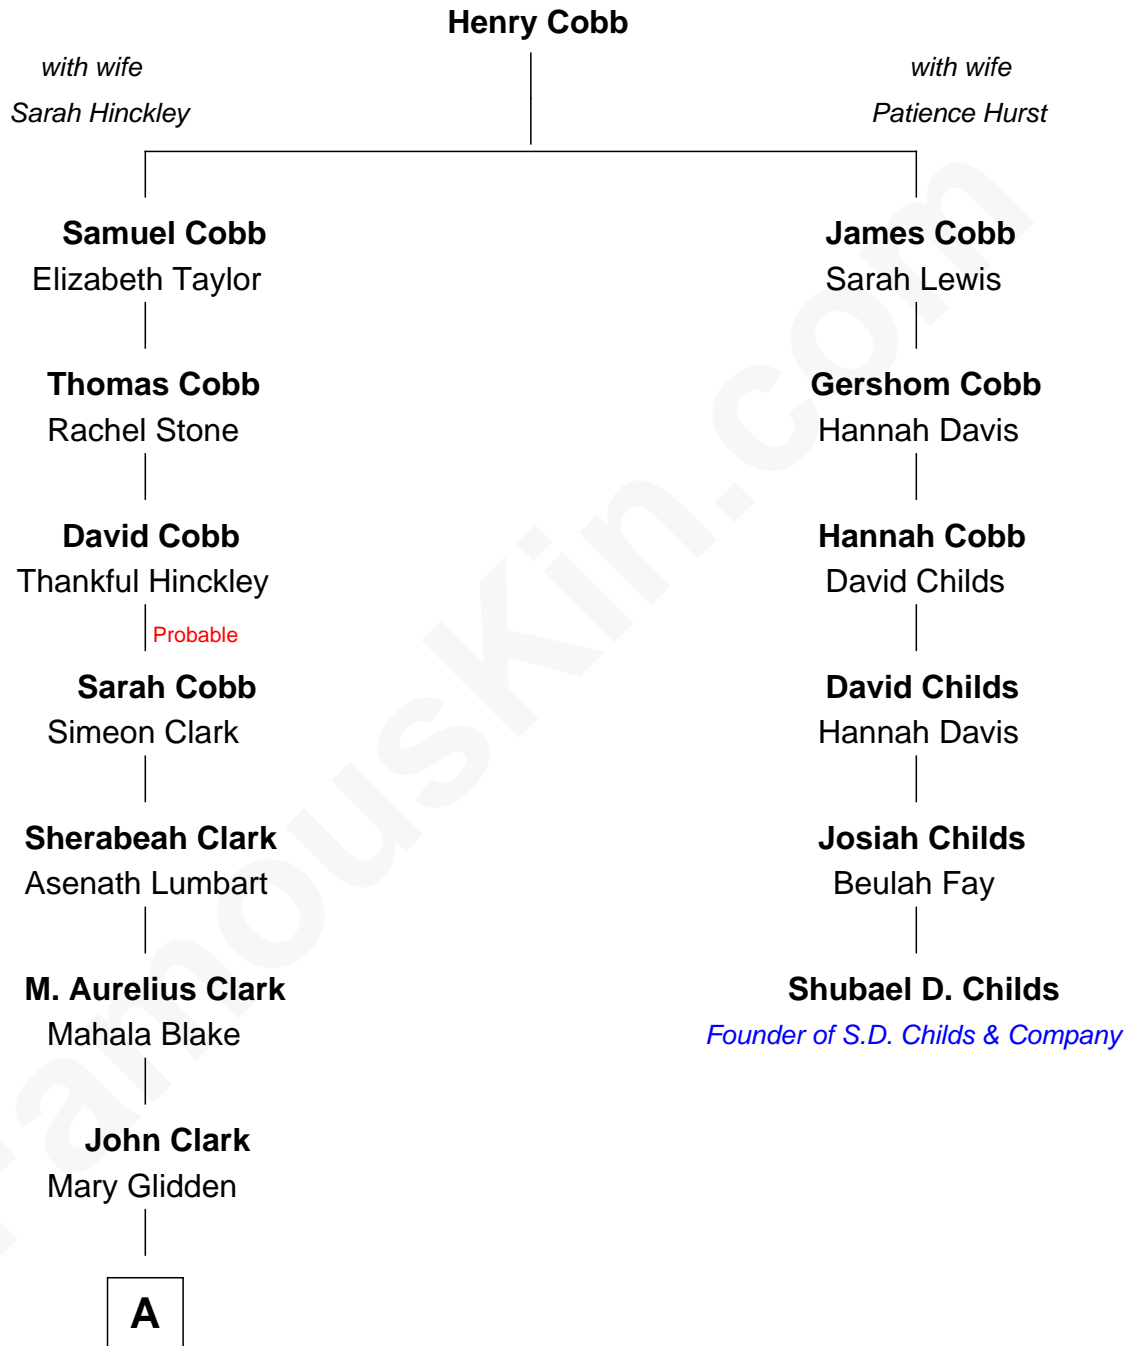 Henry Cobb
with wife
Sarah Hinckley
with wife
Patience Hurst
Samuel Cobb
Elizabeth Taylor
James Cobb
Sarah Lewis
Thomas Cobb
Rachel Stone
Gershom Cobb
Hannah Davis
David Cobb
Thankful Hinckley
Hannah Cobb
David Childs
Probable
Sarah Cobb
Simeon Clark
David Childs
Hannah Davis
Sherabeah Clark
Asenath Lumbart
Josiah Childs
Beulah Fay
M. Aurelius Clark
Mahala Blake
Shubael D. Childs
Founder of S.D. Childs & Company
John Clark
Mary Glidden
A
FamousKin.com